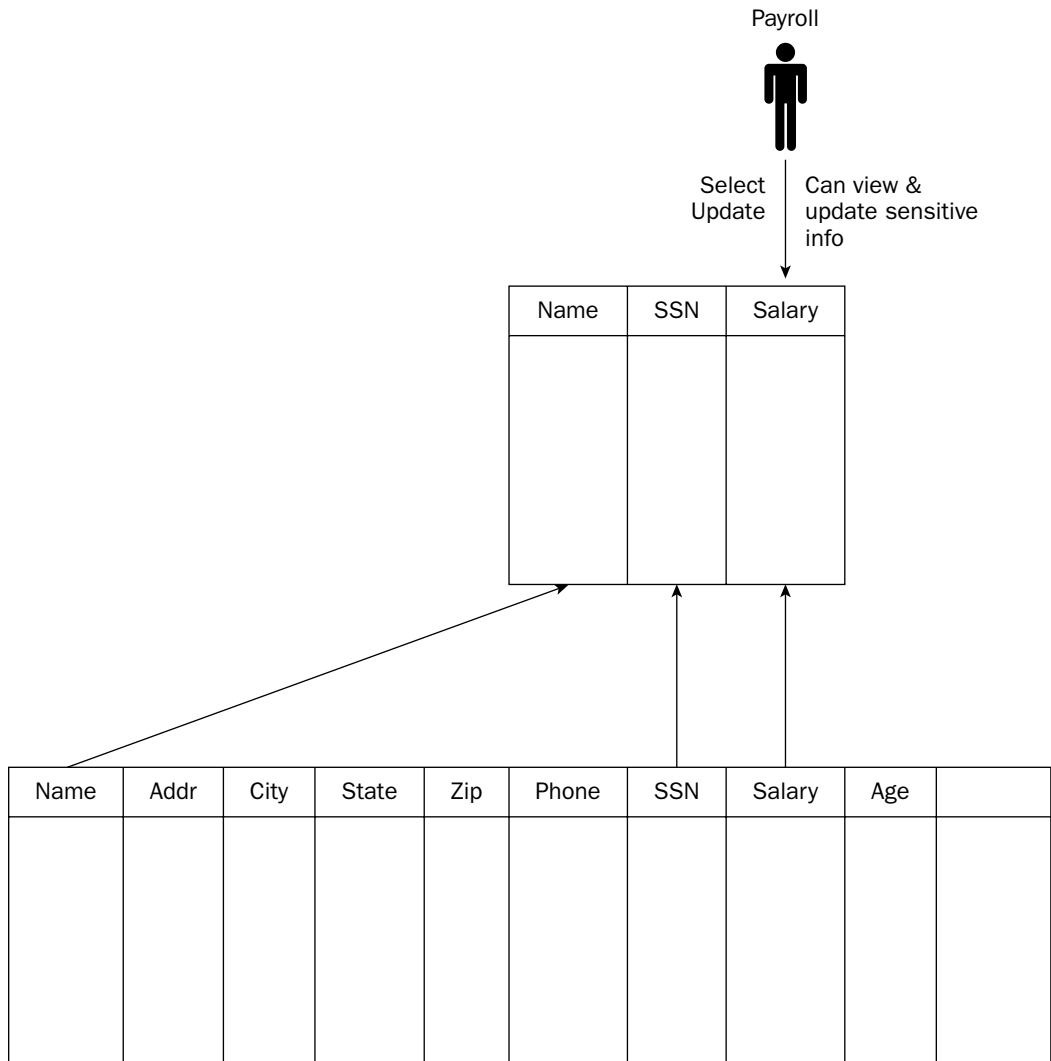 Payroll
Select
Update
Can view &
update sensitive
info
Name SSN Salary
Name Addr City State Zip Phone SSN Salary Age